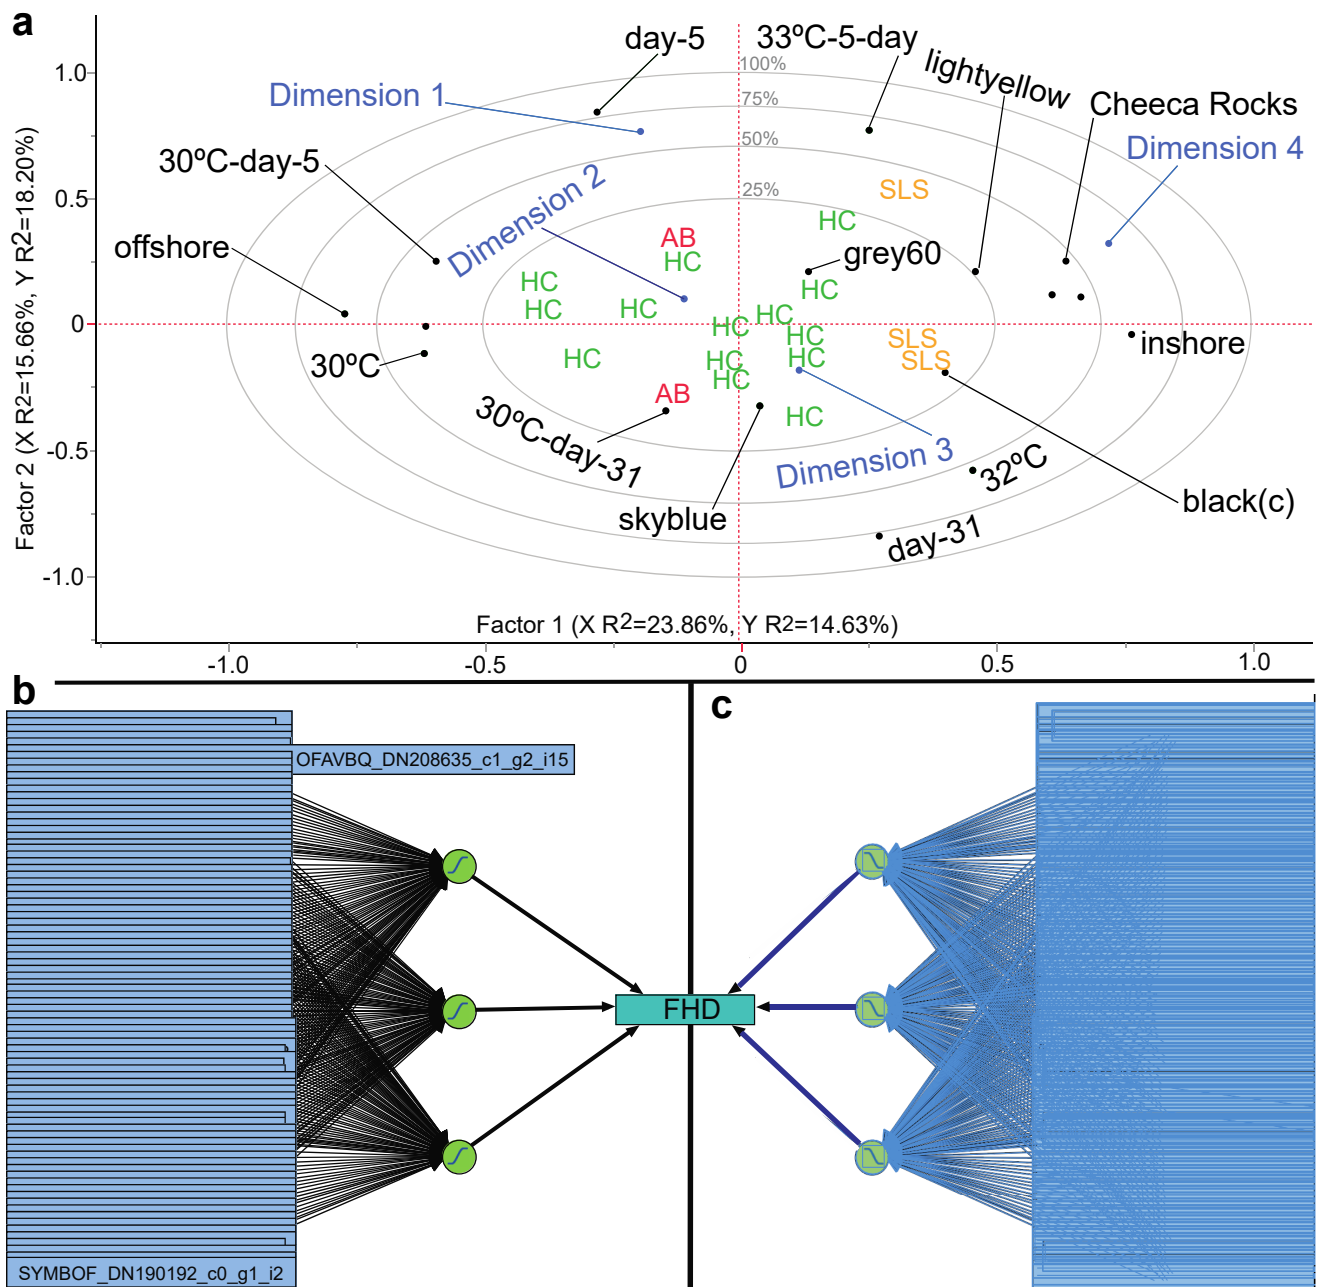 a
day-5
33ºC-5-day
100%
lightyellow
1.0
Dimension 1
75%
Cheeca Rocks
50%
Dimension 4
30ºC-day-5
Dimension 2
25%
SLS
0.5
HC
offshore
AB
HC
grey60
HC
HC
HC
HC
HC
HC
0
HC
SLS
inshore
30ºC
HC
HC
HC
SLS
HC
AB
30ºC-day-31
HC
-0.5
Dimension 3
32ºC
skyblue
black(c)
day-31
-1.0
Factor 2 (X R2=15.66%, Y R2=18.20%)
Factor 1 (X R2=23.86%, Y R2=14.63%)
-1.0
-0.5
0
0.5
1.0
b
OFAVBQ_DN208635_c1_g2_i15
FHD
SYMBOF_DN190192_c0_g1_i2
c